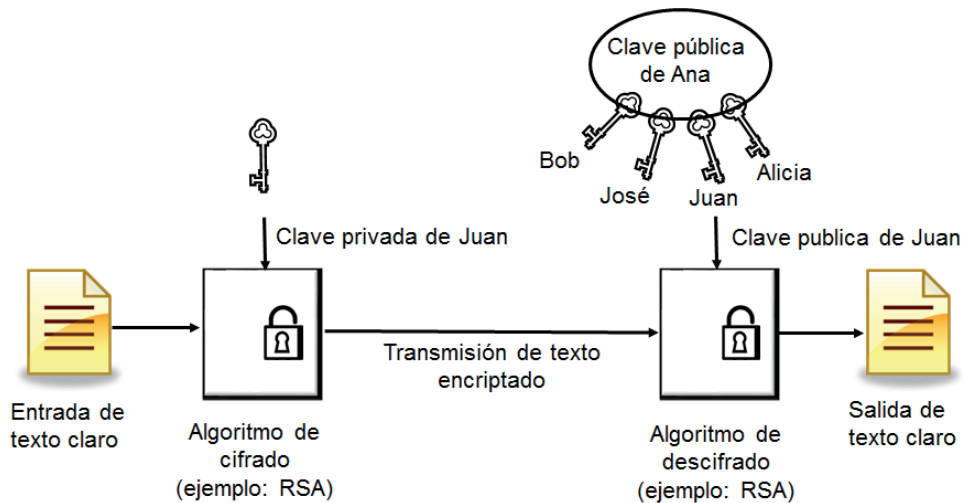 Clave pública
de Ana
Bob
José
Juan
Alicia
Clave privada de Juan
Clave publica de Juan
Transmisión de texto
encriptado
Entrada de
texto claro
Algoritmo de
cifrado
(ejemplo: RSA)
Algoritmo de
descifrado
(ejemplo: RSA)
Salida de
texto claro